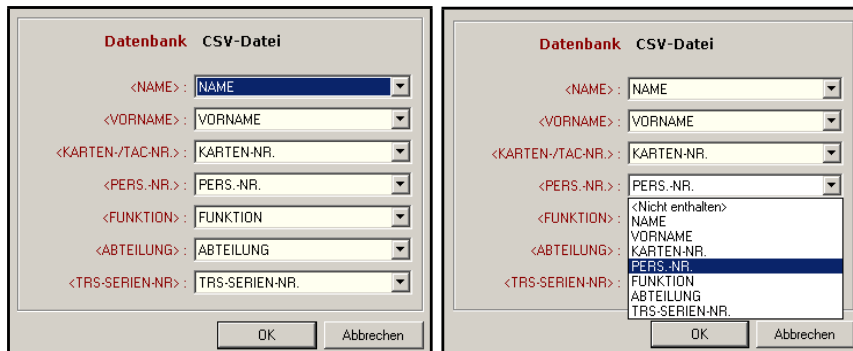 Datenbank CSV-Datei
<NAME> : NAME
<VORNAME> : VORNAME
<KARTEN-/TAC-NR.> : KARTEN-NR.
<PERS.-NR.> : PERS.-NR.
<FUNKTION> : FUNKTION
<ABTEILUNG> : ABTEILUNG
<TRS-SERIEN-NR> : TRS-SERIEN-NR.
OK Abbrechen
Datenbank CSV-Datei
<NAME> : NAME
<VORNAME> : VORNAME
<KARTEN-/TAC-NR.> : KARTEN-NR.
<PERS.-NR.> : PERS.-NR.
<FUNKTION> :
<ABTEILUNG> :
<TRS-SERIEN-NR> :
<Nicht enthalten>
NAME
VORNAME
KARTEN-NR.
PERS.-NR.
FUNKTION
ABTEILUNG
TRS-SERIEN-NR.
OK Abbrechen